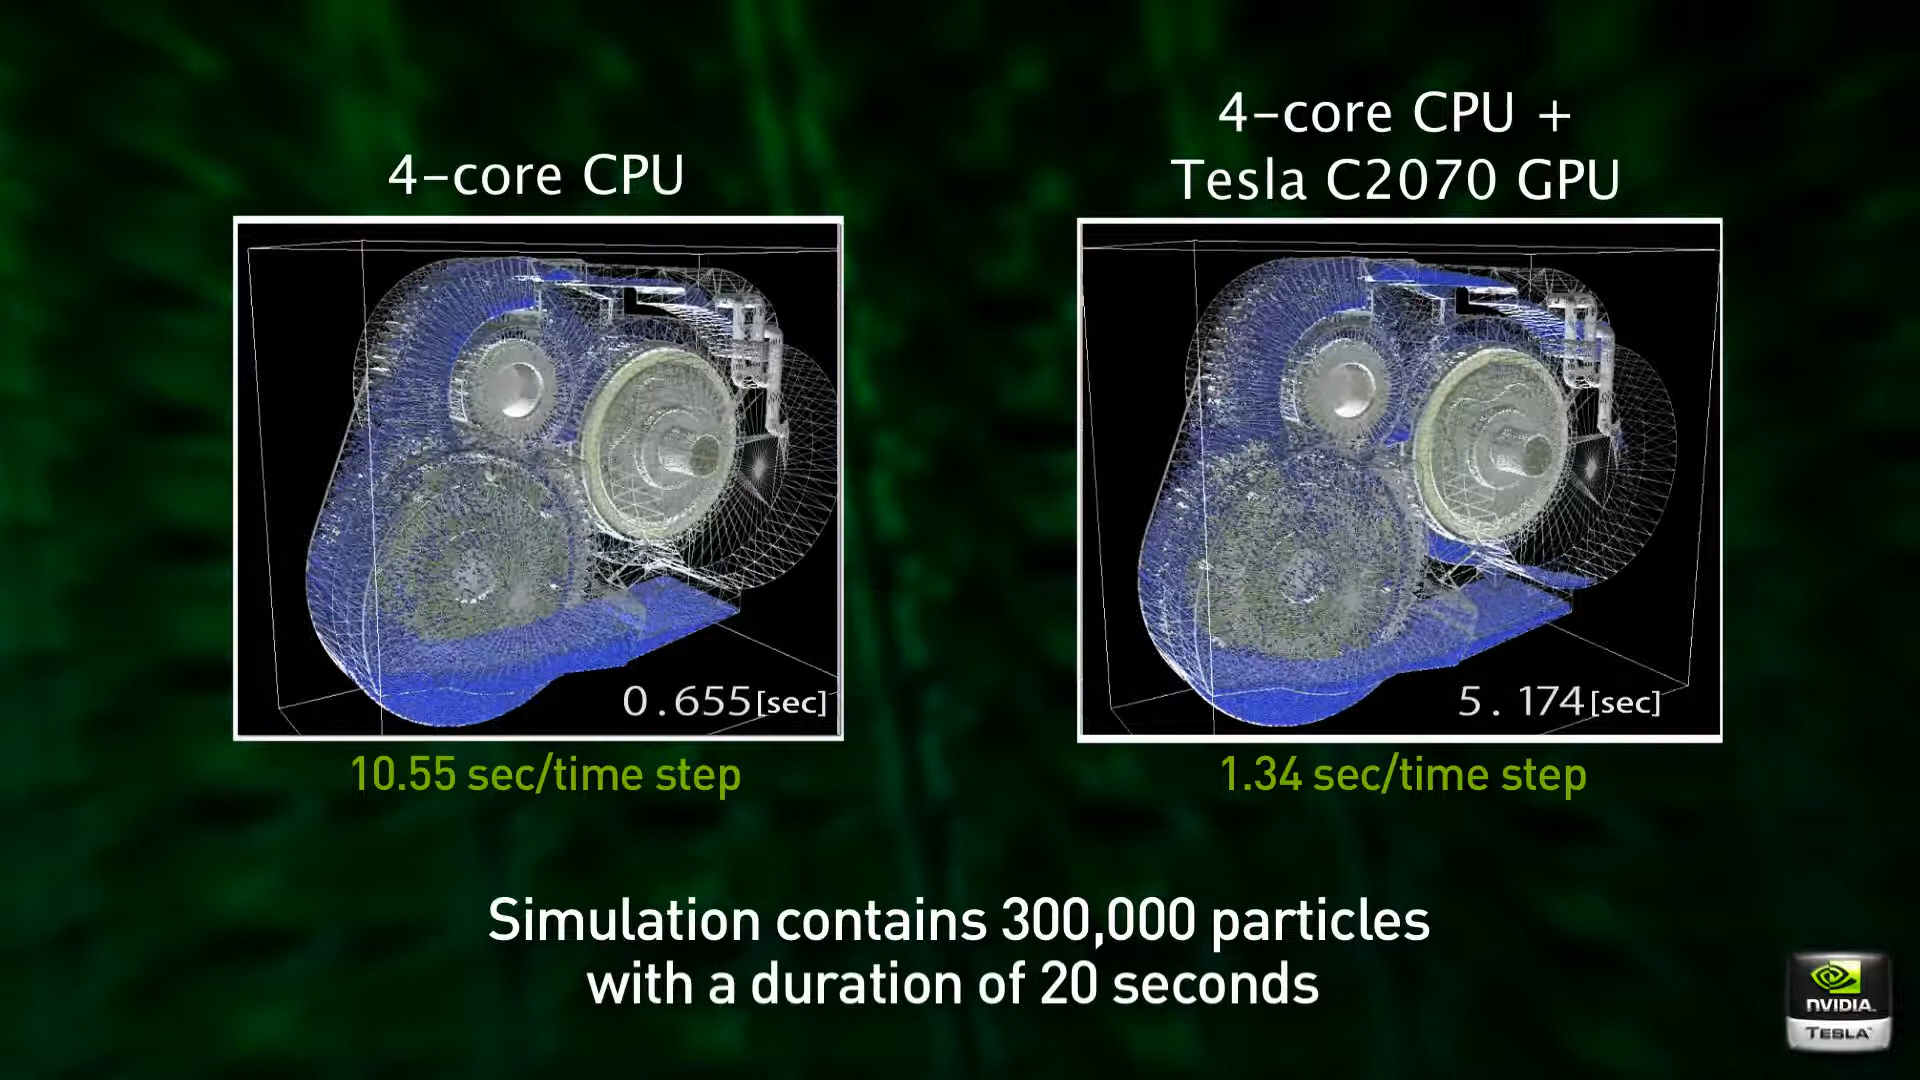 4-core CPU
4-core CPU +
Tesla C2070 GPU
0.655[sec]
5.174[sec]
10.55 sec/time step
1.34 sec/time step
Simulation contains 300,000 particles
with a duration of 20 seconds
NVIDIA
TESLA